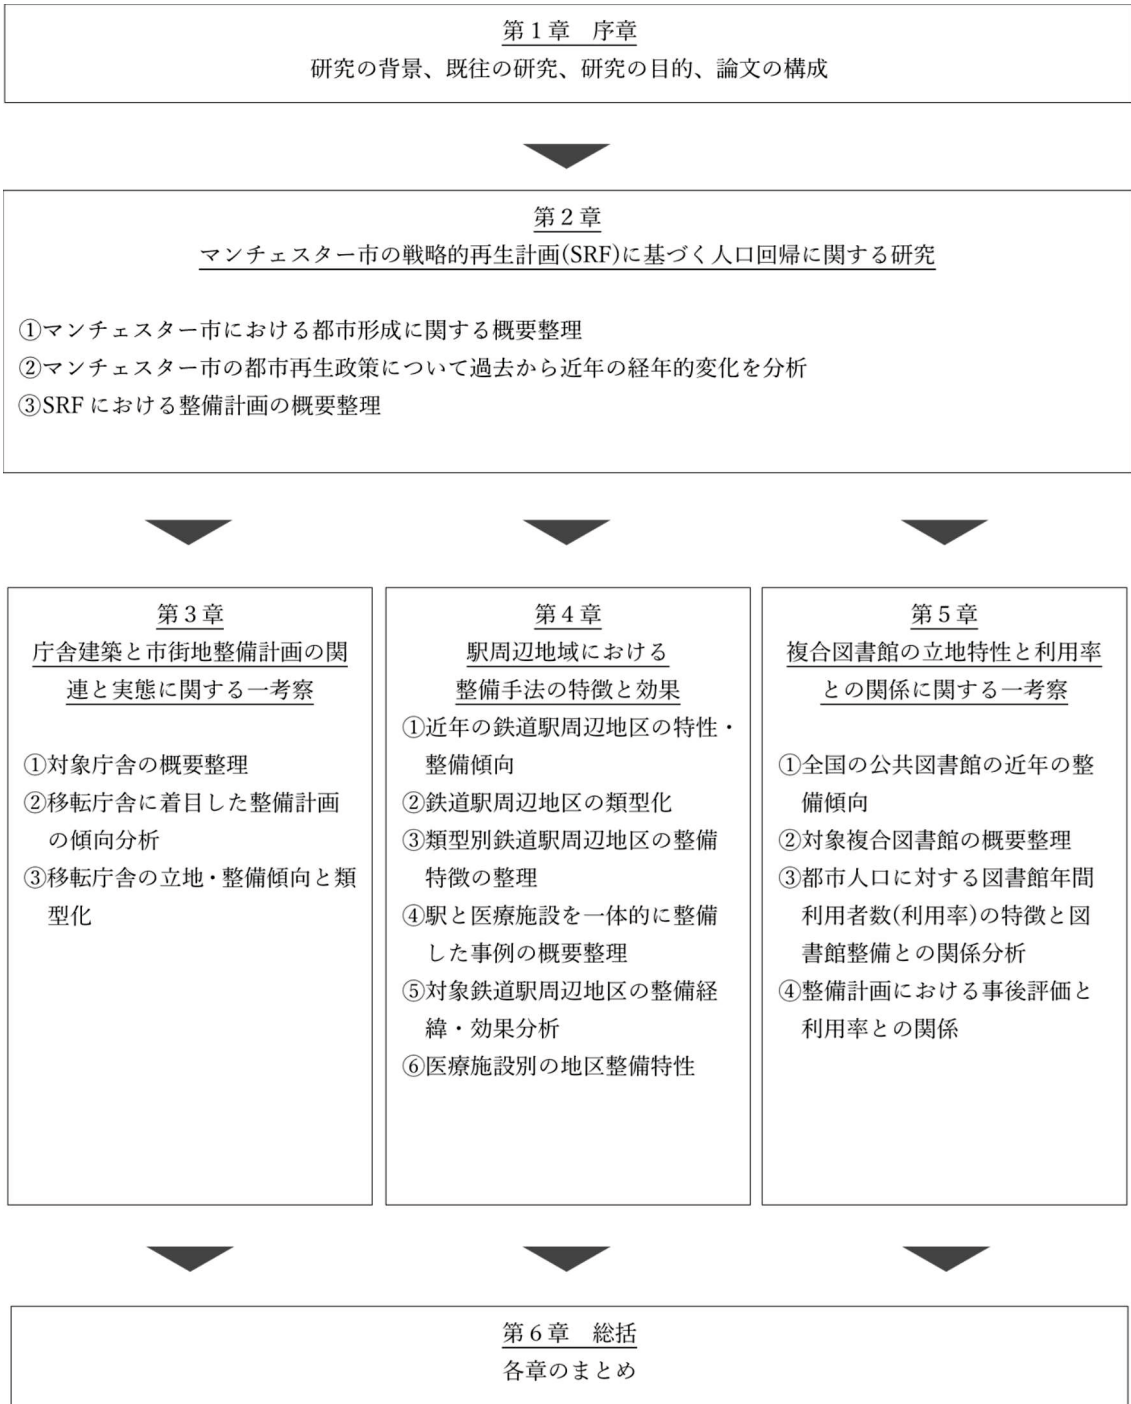 第1章　序章
研究の背景、既往の研究、研究の目的、論文の構成
第2章
マンチェスター市の戦略的再生計画(SRF)に基づく人口回帰に関する研究
①マンチェスター市における都市形成に関する概要整理
②マンチェスター市の都市再生政策について過去から近年の経年的変化を分析
③SRFにおける整備計画の概要整理
第3章
庁舎建築と市街地整備計画の関
連と実態に関する一考察
①対象庁舎の概要整理
②移転庁舎に着目した整備計画
の傾向分析
③移転庁舎の立地・整備傾向と類
型化
第4章
駅周辺地域における
整備手法の特徴と効果
①近年の鉄道駅周辺地区の特性・
整備傾向
②鉄道駅周辺地区の類型化
③類型別鉄道駅周辺地区の整備
特徴の整理
④駅と医療施設を一体的に整備
した事例の概要整理
⑤対象鉄道駅周辺地区の整備経
緯・効果分析
⑥医療施設別の地区整備特性
第5章
複合図書館の立地特性と利用率
との関係に関する一考察
①全国の公共図書館の近年の整
備傾向
②対象複合図書館の概要整理
③都市人口に対する図書館年間
利用者数(利用率)の特徴と図
書館整備との関係分析
④整備計画における事後評価と
利用率との関係
第6章　総括
各章のまとめ